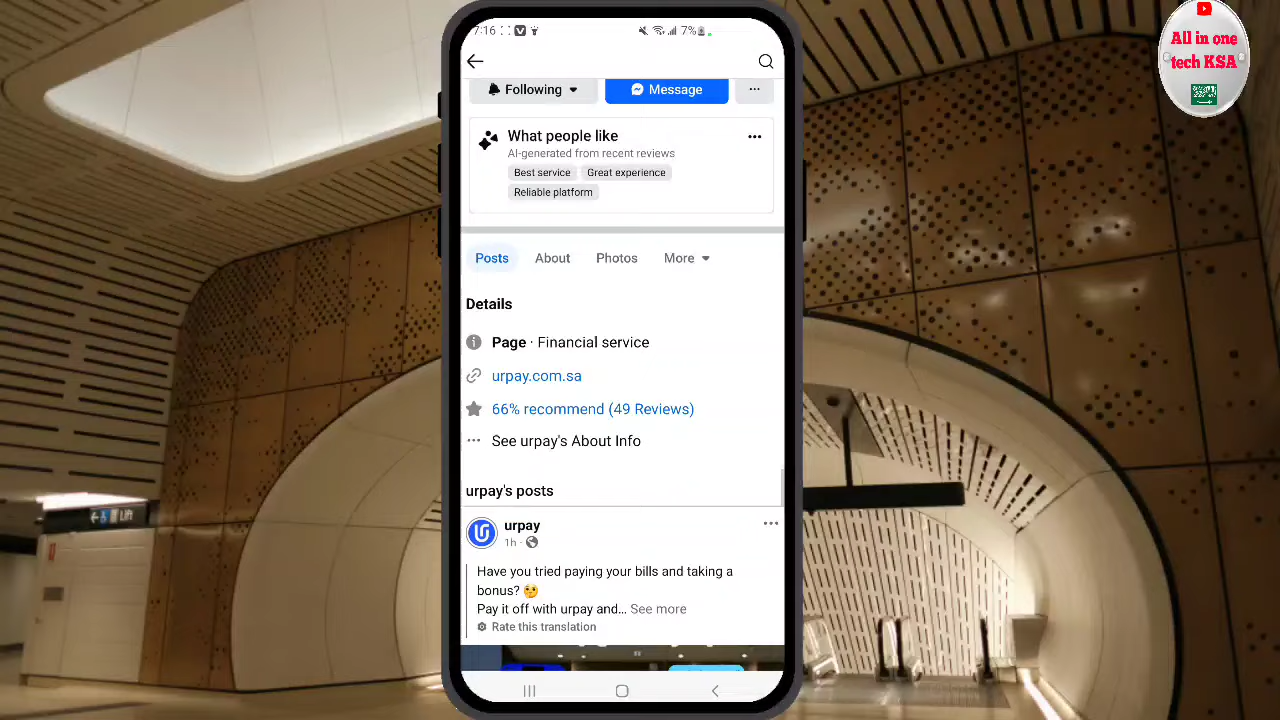 7:16
7%
All in one
tech KSA
Following
Message
What people like
AI-generated from recent reviews
Best service
Great experience
Reliable platform
Posts
About
Photos
More
Details
Page · Financial service
urpay.com.sa
66% recommend (49 Reviews)
See urpay's About Info
urpay's posts
urpay
1h ·
Have you tried paying your bills and taking a
bonus? 🤔
Pay it off with urpay and... See more
Rate this translation
Lift